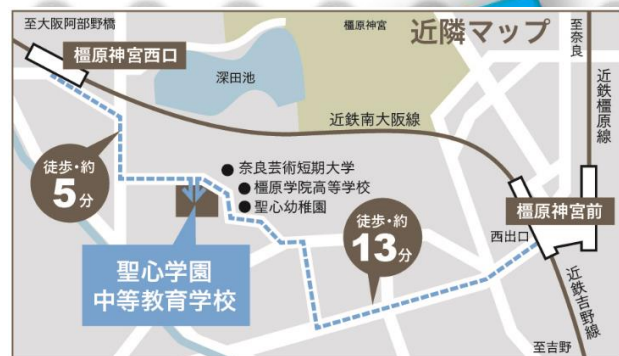 至大阪阿部野橋
橿原神宮
近隣マップ
至奈良
橿原神宮西口
深田池
近鉄橿原線
近鉄南大阪線
徒歩・約
5分
奈良芸術短期大学
橿原学院高等学校
聖心幼稚園
徒歩・約
13分
橿原神宮前
西出口
聖心学園
中等教育学校
近鉄吉野線
至吉野